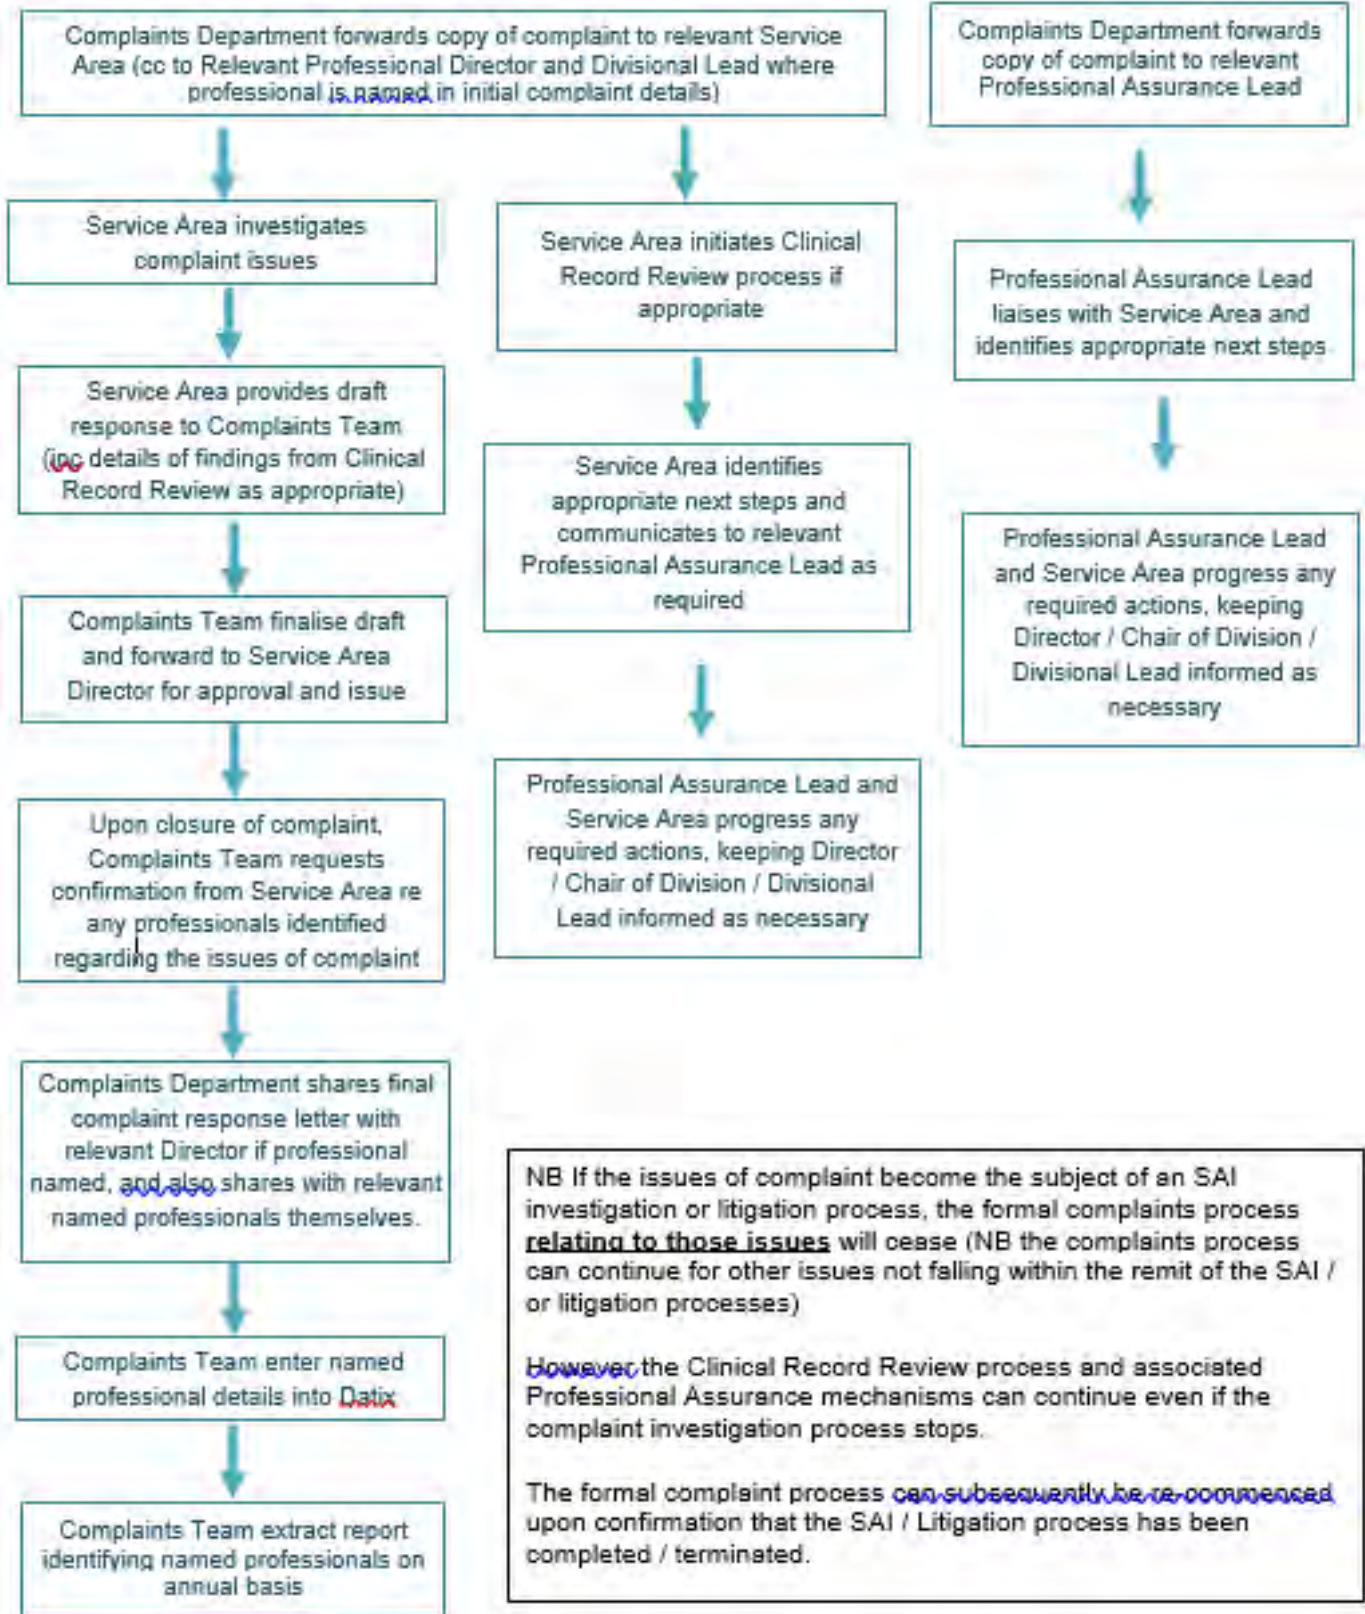 Complaints Department forwards copy of complaint to relevant Service
Area (cc to Relevant Professional Director and Divisional Lead where
professional is named in initial complaint details)
Complaints Department forwards
copy of complaint to relevant
Professional Assurance Lead
Service Area investigates
complaint issues
Service Area provides draft
response to Complaints Team
(inc details of findings from Clinical
Record Review as appropriate)
Complaints Team finalise draft
and forward to Service Area
Director for approval and issue
Upon closure of complaint,
Complaints Team requests
confirmation from Service Area re
any professionals identified
regarding the issues of complaint
Complaints Department shares final
complaint response letter with
relevant Director if professional
named, and also shares with relevant
named professionals themselves.
Complaints Team enter named
professional details into Datix
Complaints Team extract report
identifying named professionals on
annual basis
Service Area initiates Clinical
Record Review process if
appropriate
Service Area identifies
appropriate next steps and
communicates to relevant
Professional Assurance Lead as
required
Professional Assurance Lead and
Service Area progress any
required actions, keeping Director
/ Chair of Division / Divisional
Lead informed as necessary
Professional Assurance Lead
liaises with Service Area and
identifies appropriate next steps
Professional Assurance Lead
and Service Area progress any
required actions, keeping
Director / Chair of Division /
Divisional Lead informed as
necessary
NB If the issues of complaint become the subject of an SAI
investigation or litigation process, the formal complaints process
relating to those issues will cease (NB the complaints process
can continue for other issues not falling within the remit of the SAI /
or litigation processes)
However the Clinical Record Review process and associated
Professional Assurance mechanisms can continue even if the
complaint investigation process stops.
The formal complaint process can subsequently be re-commenced
upon confirmation that the SAI / Litigation process has been
completed / terminated.